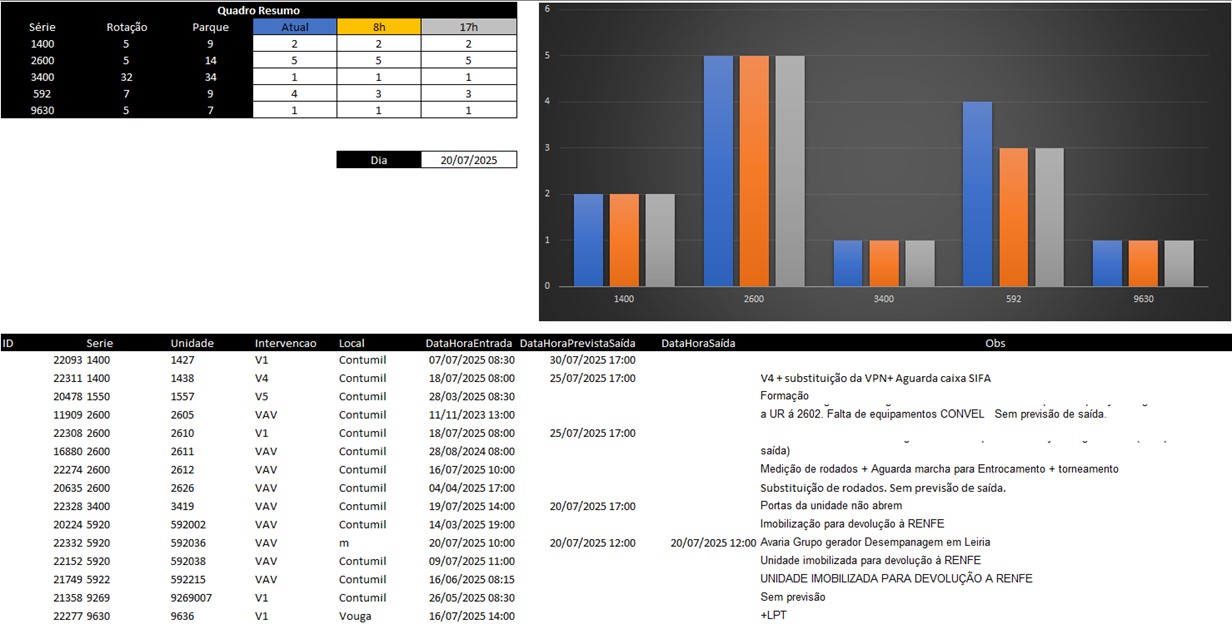 Quadro Resumo
Série Rotação Parque Atual 8h 17h
1400 5 9 2 2 2
2600 5 14 5 5 5
3400 32 34 1 1 1
592 7 9 4 3 3
9630 5 7 1 1 1
Dia 20/07/2025
6
5
4
3
2
1
0
1400 2600 3400 592 9630
ID Serie Unidade Intervencao Local DataHoraEntrada DataHoraPrevistaSaída DataHoraSaída Obs
22093 1400 1427 V1 Contumil 07/07/2025 08:30 30/07/2025 17:00
22311 1400 1438 V4 Contumil 18/07/2025 08:00 25/07/2025 17:00 V4 + substituição da VPN+ Aguarda caixa SIFA
20478 1550 1557 V5 Contumil 28/03/2025 08:30 Formação
11909 2600 2605 VAV Contumil 11/11/2023 13:00 a UR á 2602. Falta de equipamentos CONVEL Sem previsão de saída.
22308 2600 2610 V1 Contumil 18/07/2025 08:00 25/07/2025 17:00
16880 2600 2611 VAV Contumil 28/08/2024 08:00 saída)
22274 2600 2612 VAV Contumil 16/07/2025 10:00 Medição de rodados + Aguarda marcha para Entrocamento + torneamento
20635 2600 2626 VAV Contumil 04/04/2025 17:00 Substituição de rodados. Sem previsão de saída.
22328 3400 3419 VAV Contumil 19/07/2025 14:00 20/07/2025 17:00 Portas da unidade não abrem
20224 5920 592002 VAV Contumil 14/03/2025 19:00 Imobilização para devolução à RENFE
22332 5920 592036 VAV m 20/07/2025 10:00 20/07/2025 12:00 20/07/2025 12:00 Avaria Grupo gerador Desempanagem em Leiria
22152 5920 592038 VAV Contumil 09/07/2025 11:00 Unidade imobilizada para devolução à RENFE
21749 5922 592215 VAV Contumil 16/06/2025 08:15 UNIDADE IMOBILIZADA PARA DEVOLUÇÃO A RENFE
21358 9269 9269007 V1 Contumil 26/05/2025 08:30 Sem previsão
22277 9630 9636 V1 Vouga 16/07/2025 14:00 +LPT